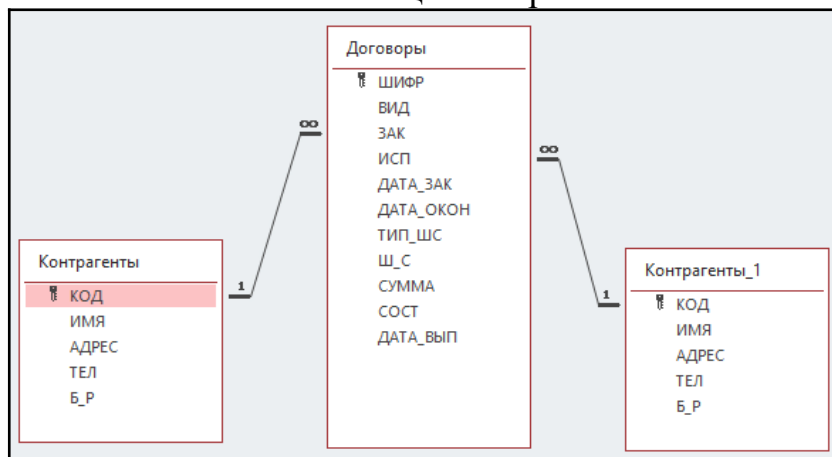 Договоры
ШИФР
ВИД
ЗАК
ИСП
ДАТА_ЗАК
ДАТА_ОКОН
ТИП_ШС
Ш_С
СУММА
СОСТ
ДАТА_ВЫП
∞
∞
Контрагенты
КОД
ИМЯ
АДРЕС
ТЕЛ
Б_Р
1
1
Контрагенты_1
КОД
ИМЯ
АДРЕС
ТЕЛ
Б_Р